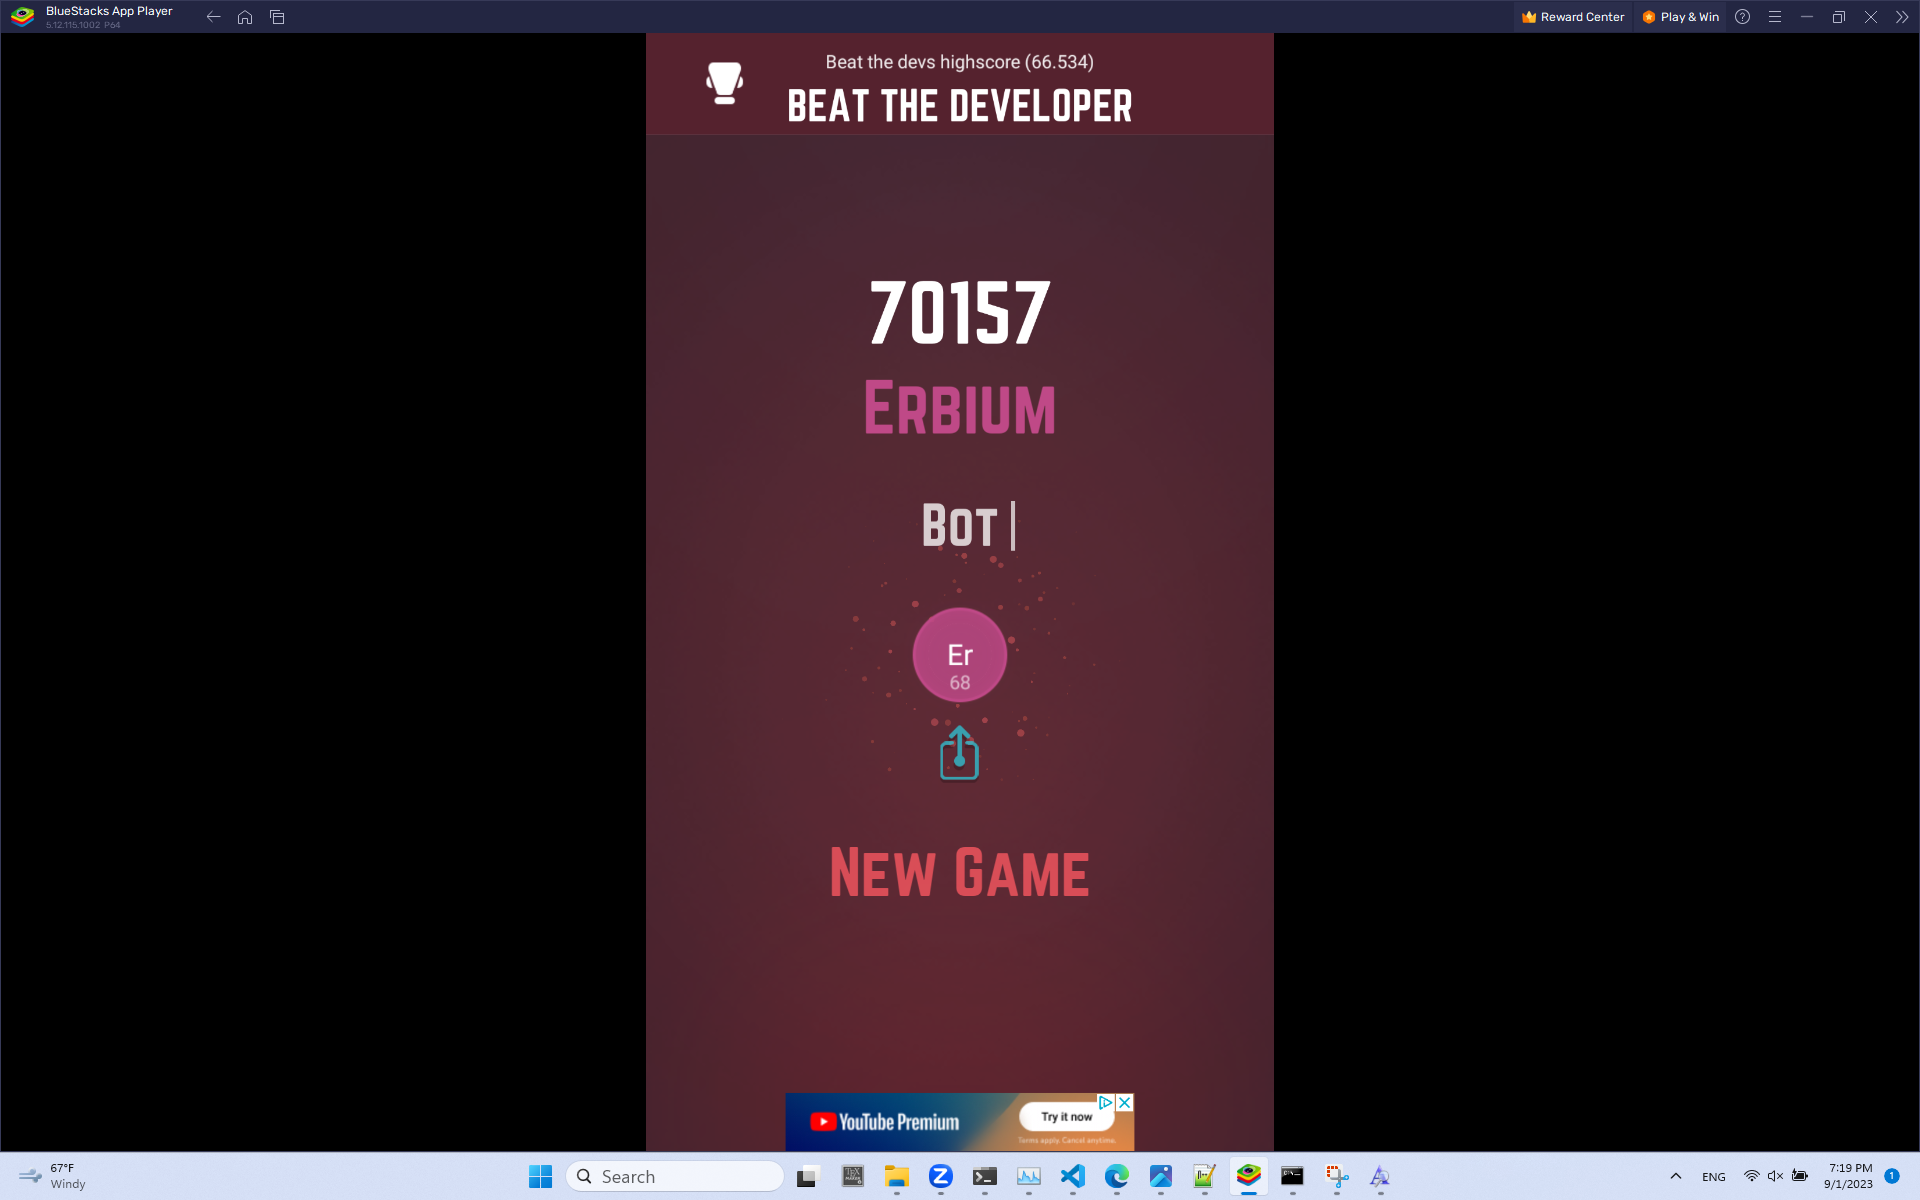 BlueStacks App Player
5.12.115.1002 P64
Reward Center
Play & Win
Beat the devs highscore (66.534)
BEAT THE DEVELOPER
70157
ERBIUM
BOT
Er
68
NEW GAME
YouTube Premium
Try it now
Terms apply. Cancel anytime.
67°F
Windy
Search
ENG
7:19 PM
9/1/2023
1